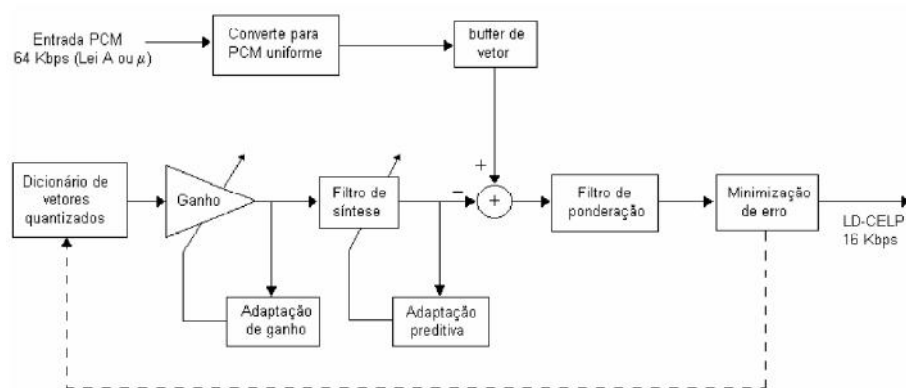 Entrada PCM
64 Kbps (Lei A ou μ)
Converte para
PCM uniforme
buffer de
vetor
+
Dicionário de
vetores
quantizados
Ganho
Filtro de
síntese
−
+
Filtro de
ponderação
Minimização
de erro
LD-CELP
16 Kbps
Adaptação
de ganho
Adaptação
preditiva